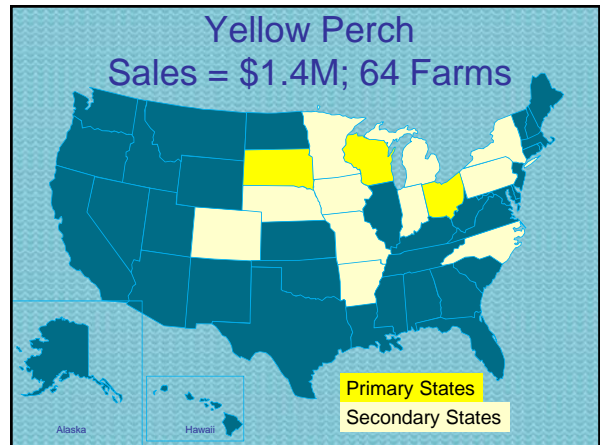 Yellow Perch
Sales = $1.4M; 64 Farms
Primary States
Secondary States
Alaska
Hawaii